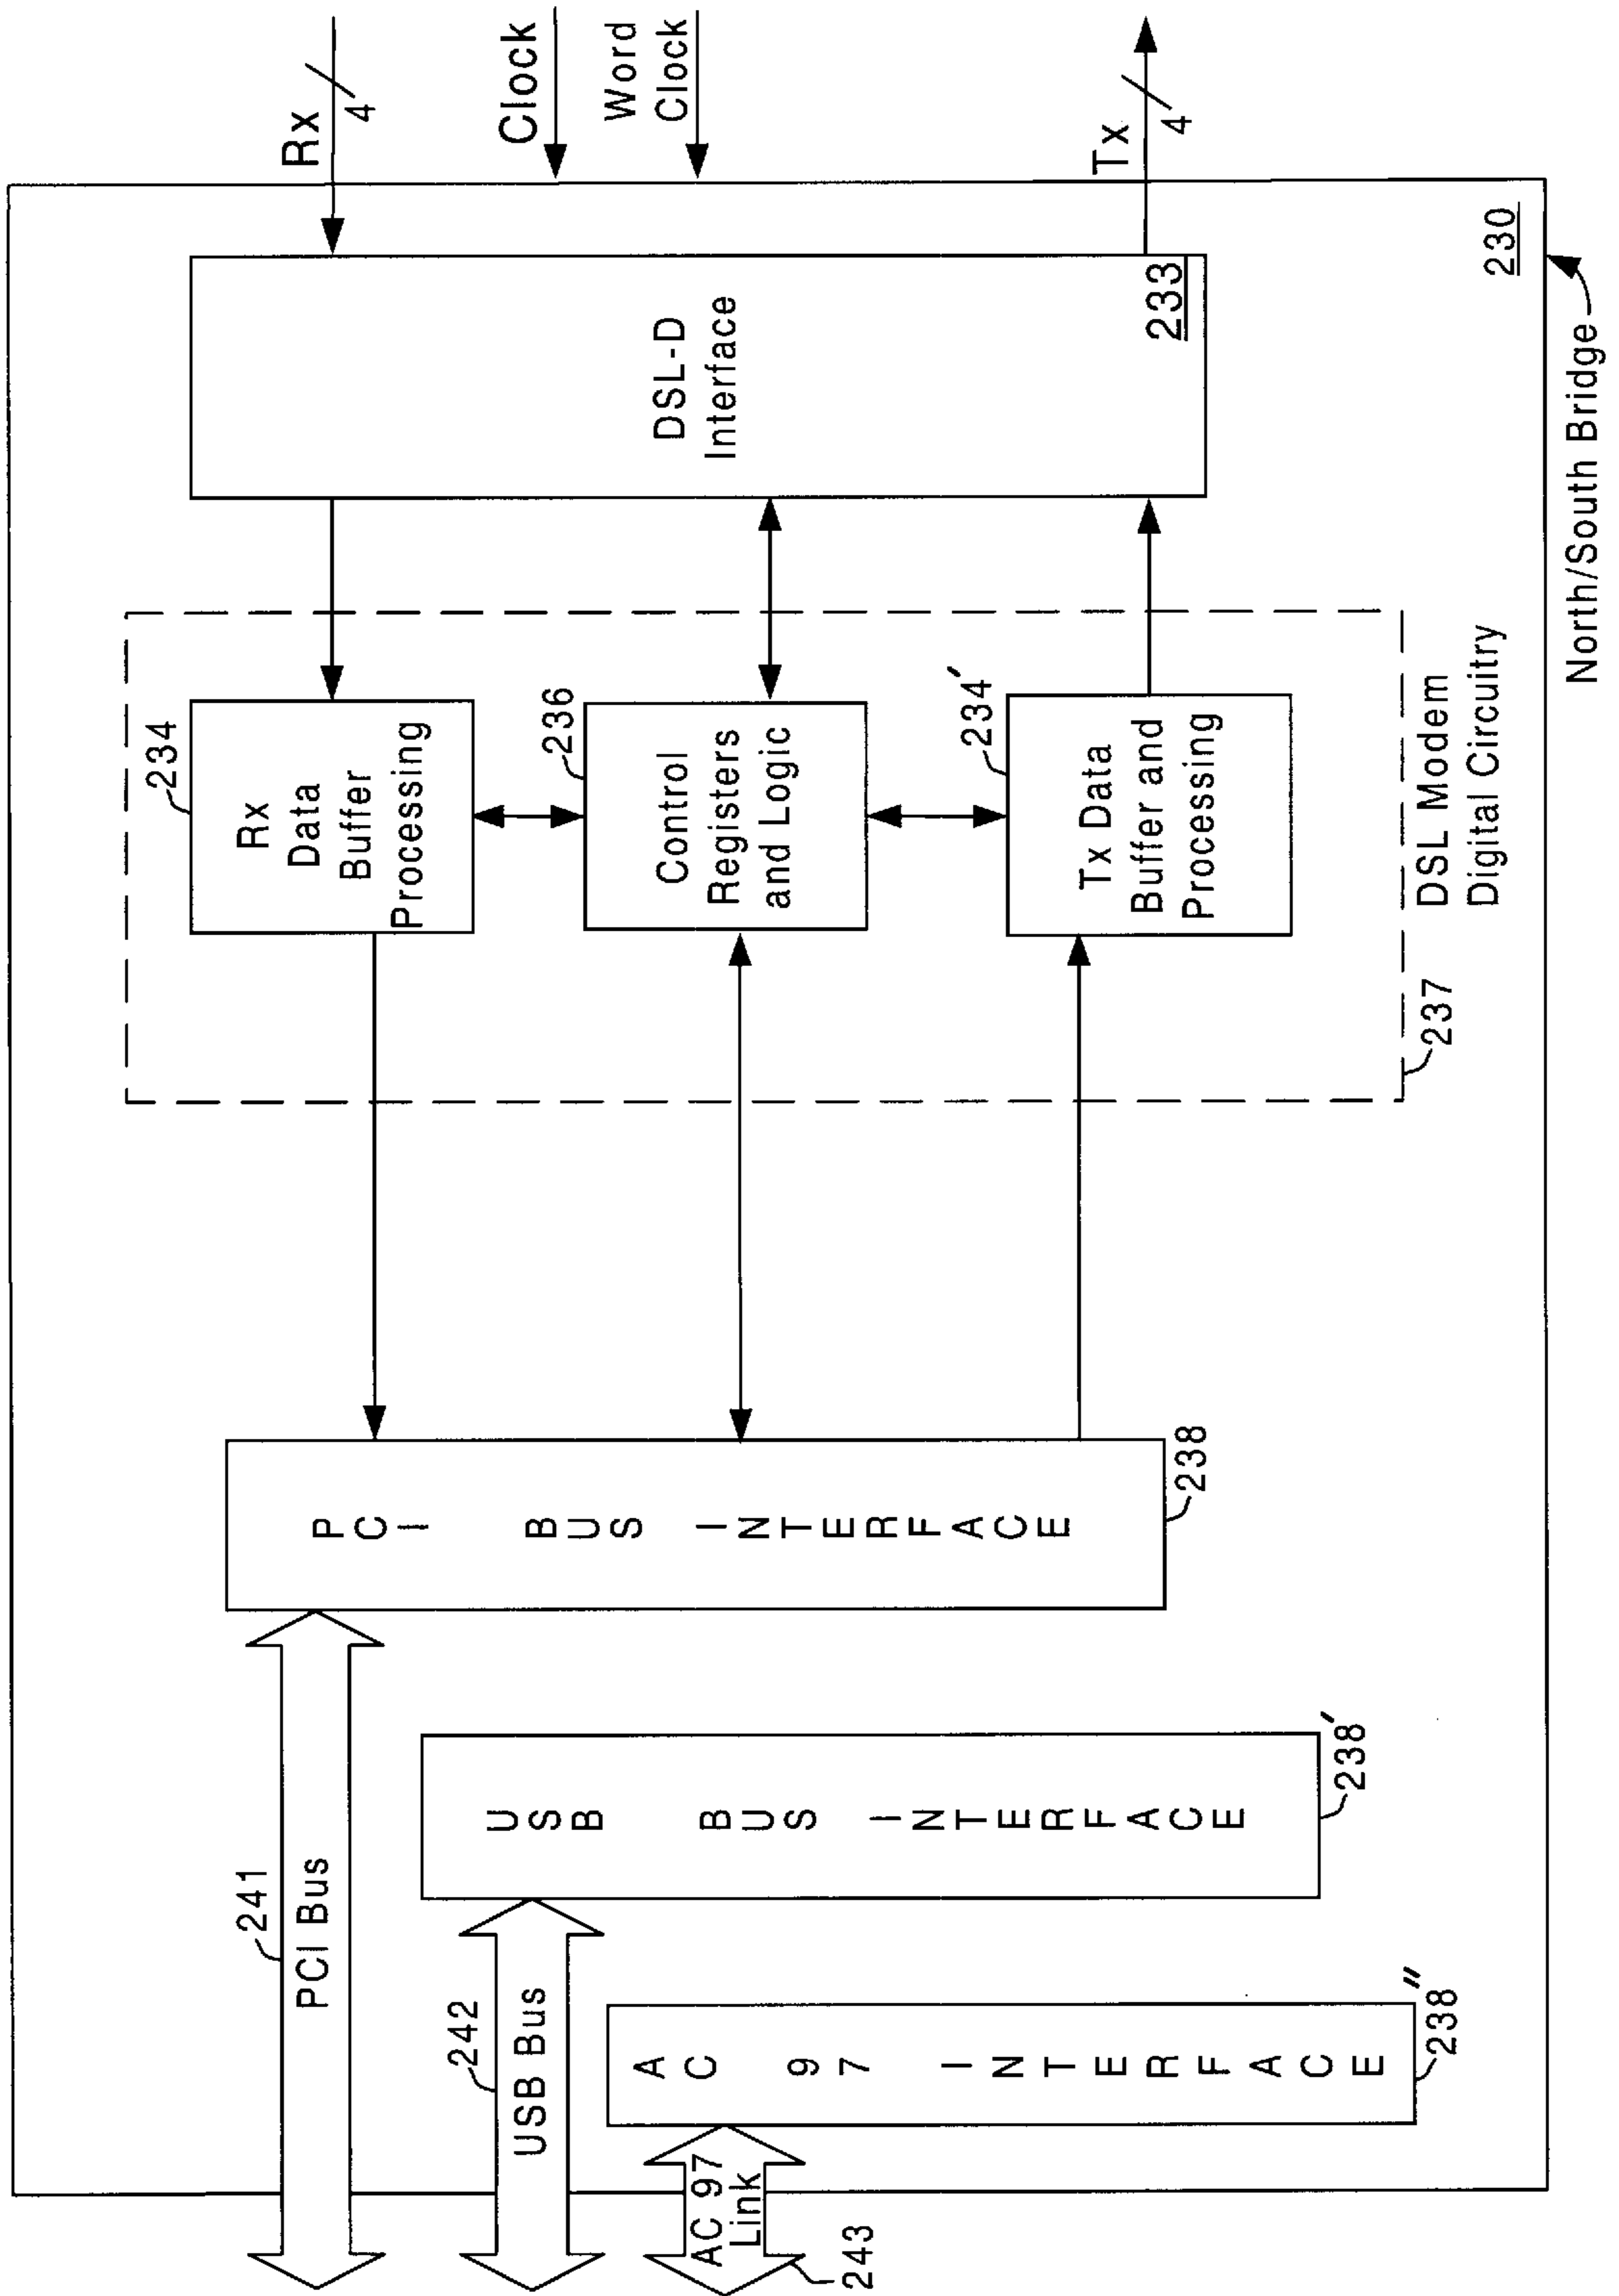 241
PCI Bus
242
USB Bus
AC 97
Link
243
AC 97 INTERFACE
238"
USB BUS INTERFACE
238'
PCI BUS INTERFACE
238
234
Rx
Data
Buffer
Processing
236
Control
Registers
and Logic
234'
Tx Data
Buffer and
Processing
237
DSL Modem
Digital Circuitry
DSL-D
Interface
233
Rx
4
Clock
Word
Clock
Tx
4
230
North/South Bridge